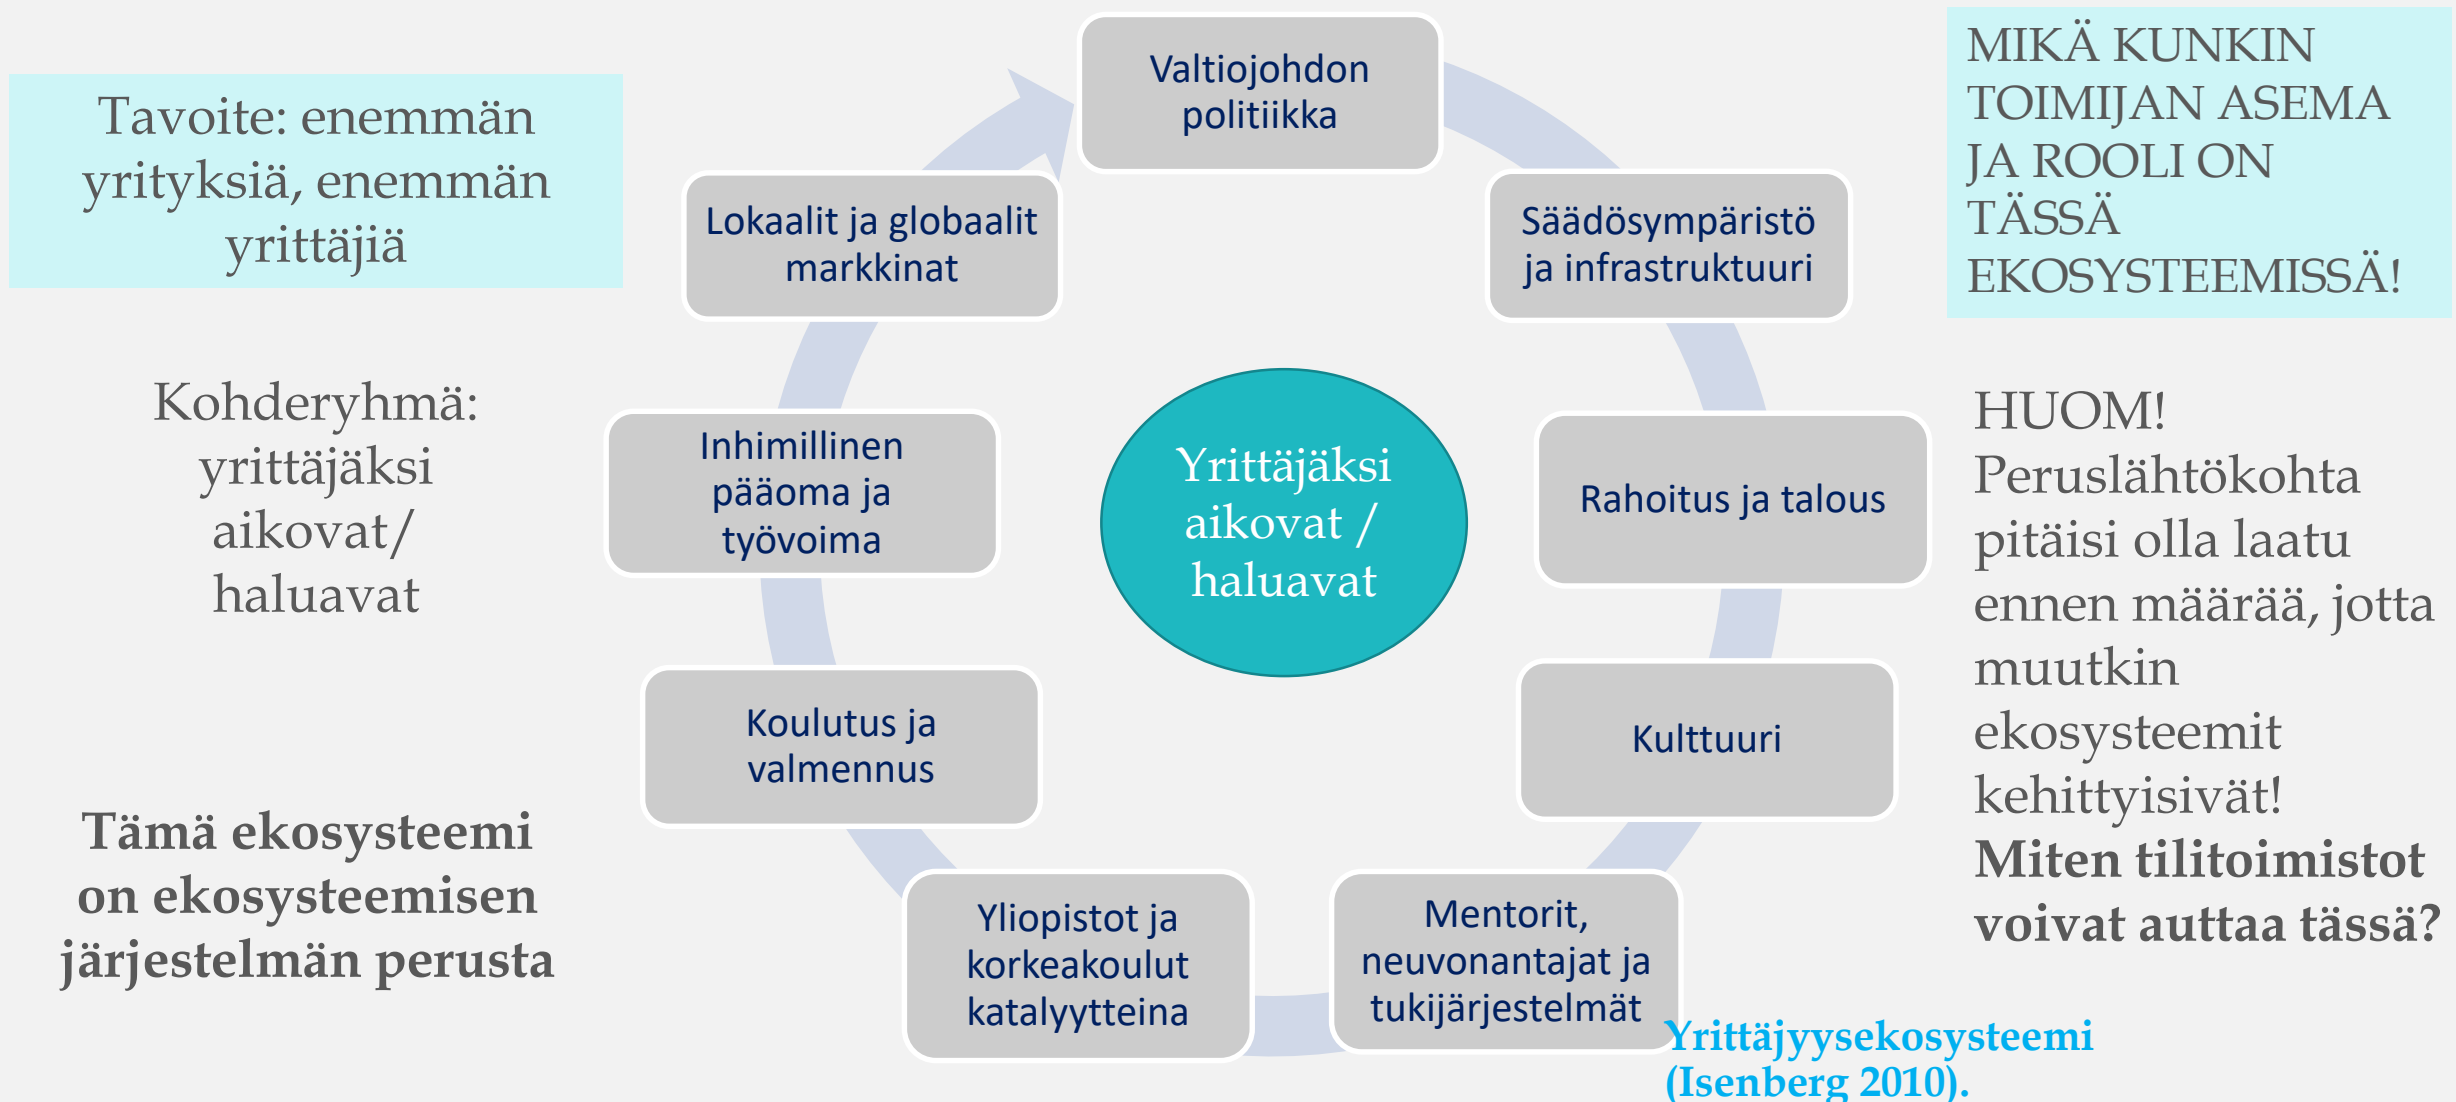 Tavoite: enemmän
yrityksiä, enemmän
yrittäjiä
Kohderyhmä:
yrittäjäksi
aikovat/
haluavat
Tämä ekosysteemi
on ekosysteemisen
järjestelmän perusta
Valtiojohdon
politiikka
Säädösympäristö
ja infrastruktuuri
Rahoitus ja talous
Kulttuuri
Mentorit,
neuvonantajat ja
tukijärjestelmät
Yliopistot ja
korkeakoulut
katalyytteina
Koulutus ja
valmennus
Inhimillinen
pääoma ja
työvoima
Lokaalit ja globaalit
markkinat
Yrittäjäksi
aikovat /
haluavat
MIKÄ KUNKIN
TOIMIJAN ASEMA
JA ROOLI ON
TÄSSÄ
EKOSYSTEEMISSÄ!
HUOM!
Peruslähtökohta
pitäisi olla laatu
ennen määrää, jotta
muutkin
ekosysteemit
kehittyisivät!
Miten tilitoimistot
voivat auttaa tässä?
Yrittäjyysekosysteemi
(Isenberg 2010).